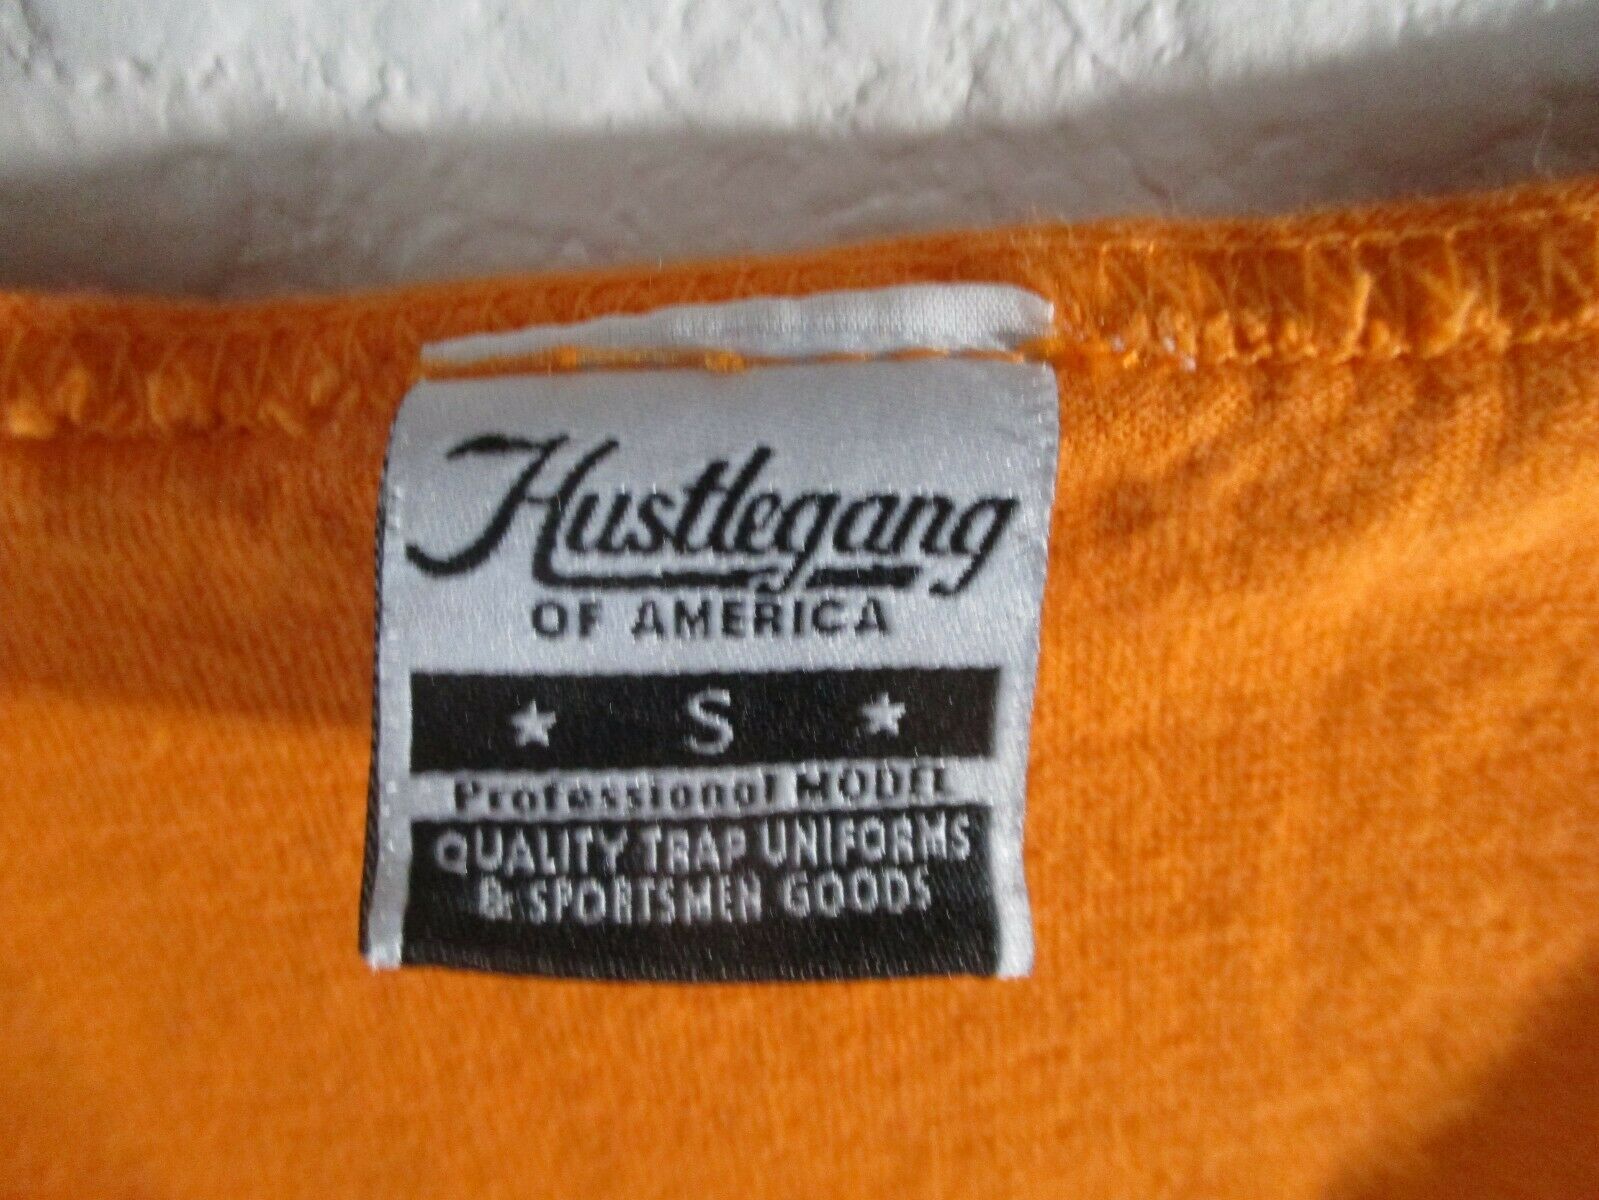 Hustlegang
OF AMERICA
★ S ★
Professional MODEL
QUALITY TRAP UNIFORMS
& SPORTSMEN GOODS